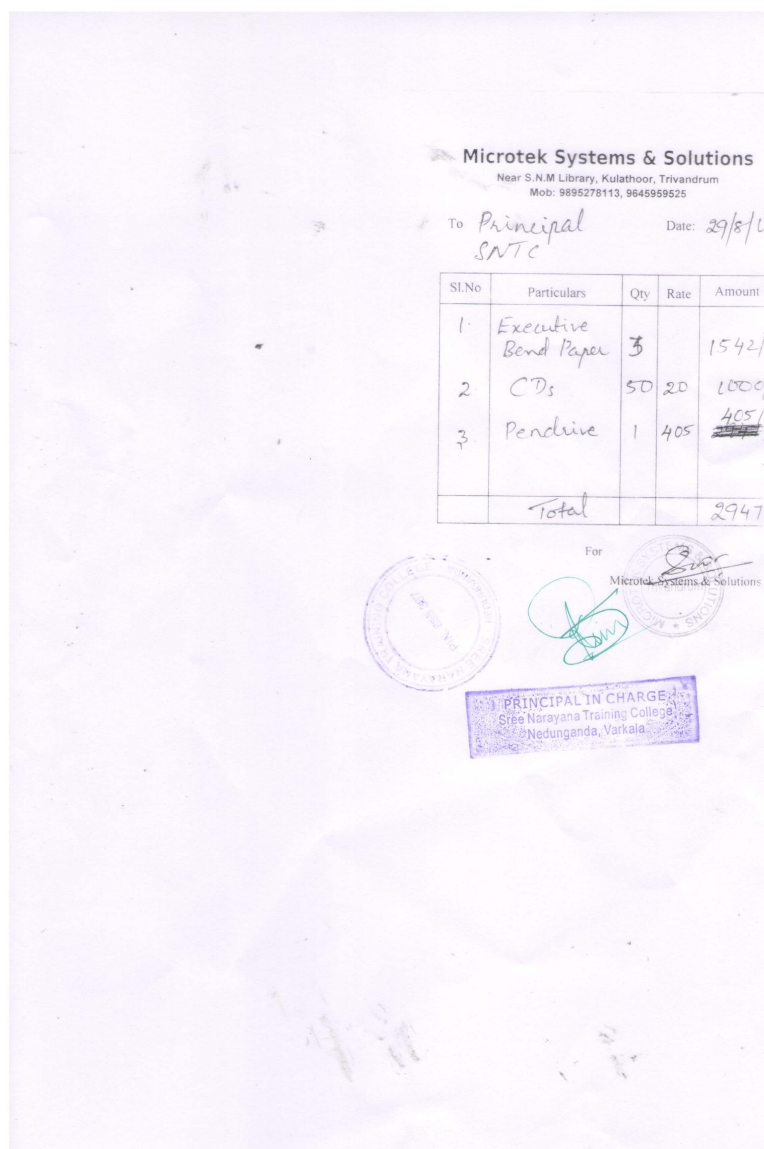 Microtek Systems & Solutions
Near S.N.M Library, Kulathoor, Trivandrum
Mob: 9895278113, 9645959525
To Principal Date: 29/8/
SNTC
Sl.No Particulars Qty Rate Amount
1. Executive
Bend Paper 3 1542/
2 CDs 50 20 1000
405/
3. Pendrive 1 405
Total 2947
For
Microtek Systems & Solutions
PRINCIPAL IN CHARGE
Sree Narayana Training College
Nedunganda, Varkala